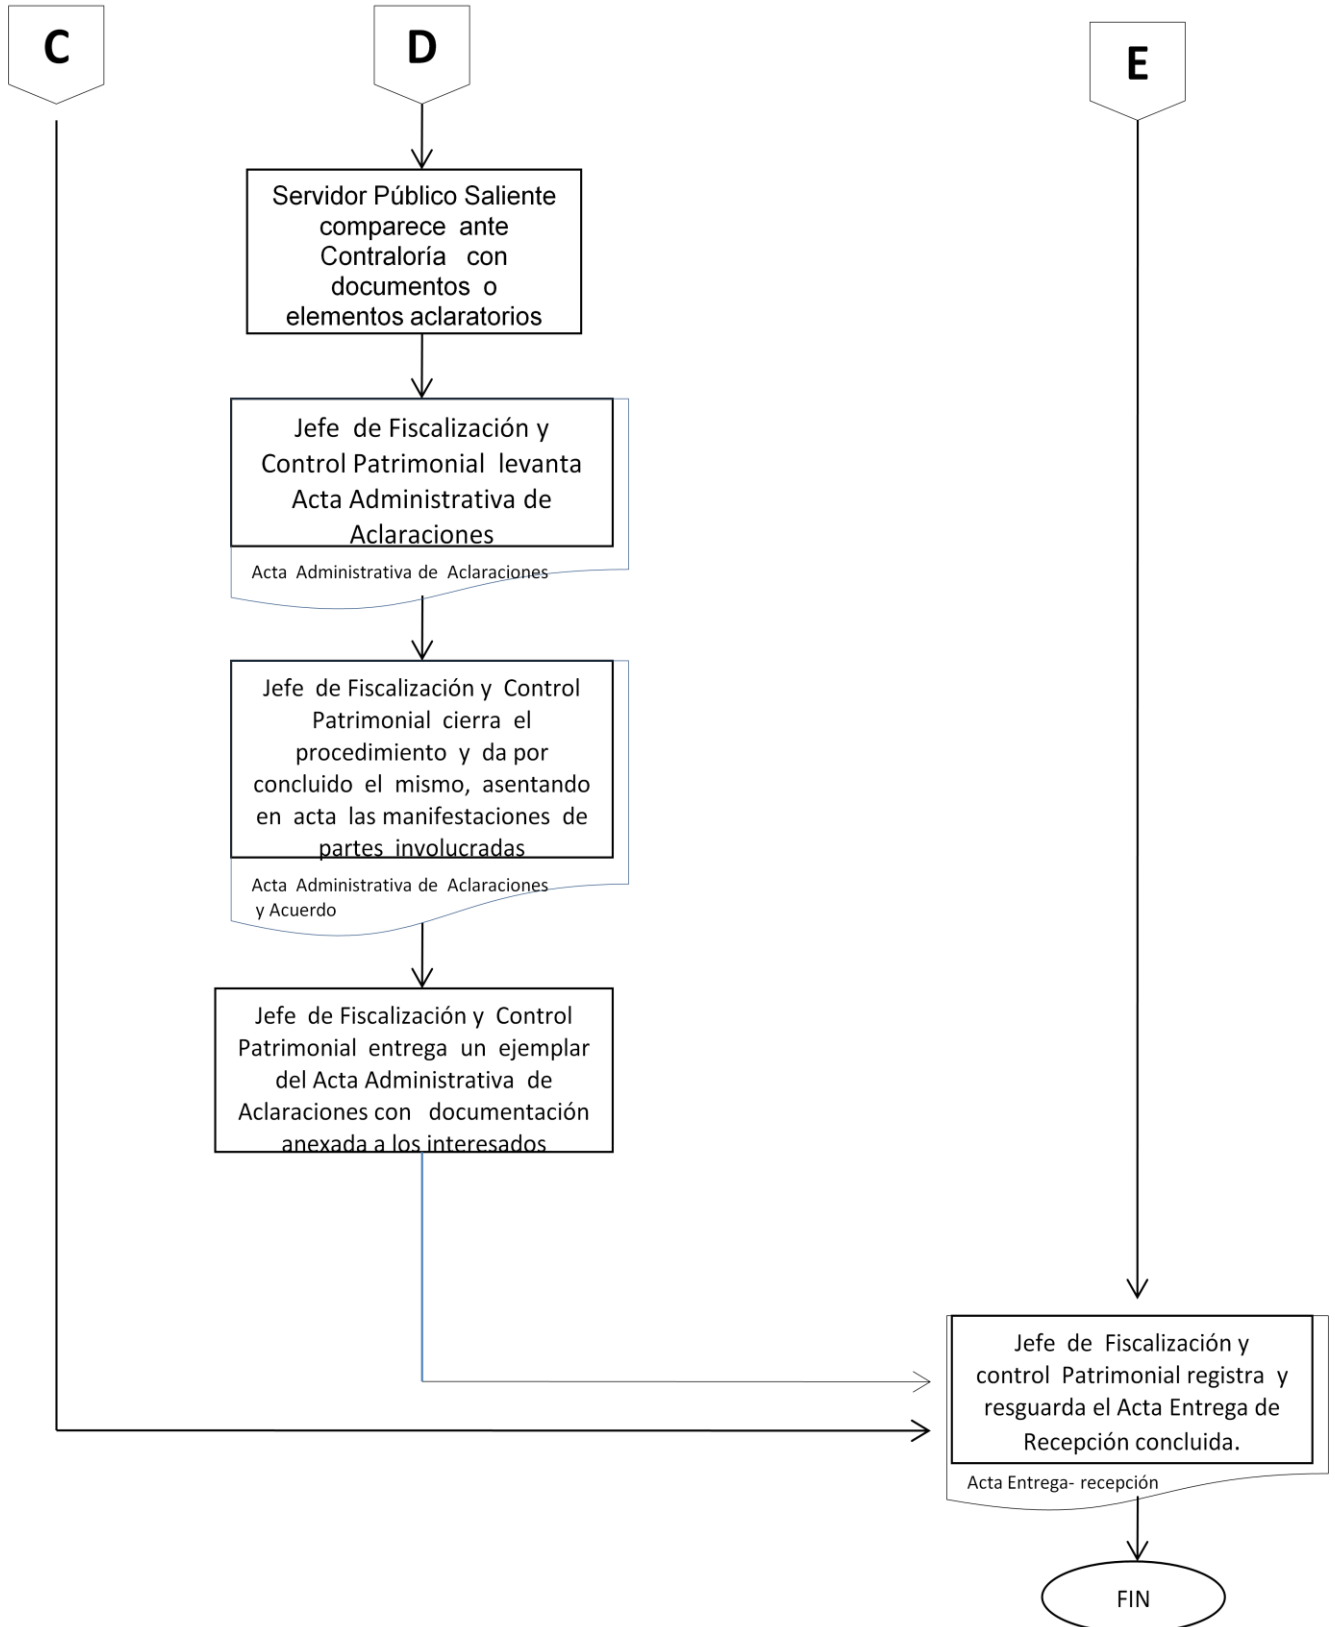 C
D
E
Servidor Público Saliente
comparece ante
Contraloría con
documentos o
elementos aclaratorios
Jefe de Fiscalización y
Control Patrimonial levanta
Acta Administrativa de
Aclaraciones
Acta Administrativa de Aclaraciones
Jefe de Fiscalización y Control
Patrimonial cierra el
procedimiento y da por
concluido el mismo, asentando
en acta las manifestaciones de
partes involucradas
Acta Administrativa de Aclaraciones
y Acuerdo
Jefe de Fiscalización y Control
Patrimonial entrega un ejemplar
del Acta Administrativa de
Aclaraciones con documentación
anexada a los interesados
Jefe de Fiscalización y
control Patrimonial registra y
resguarda el Acta Entrega de
Recepción concluida.
Acta Entrega- recepción
FIN